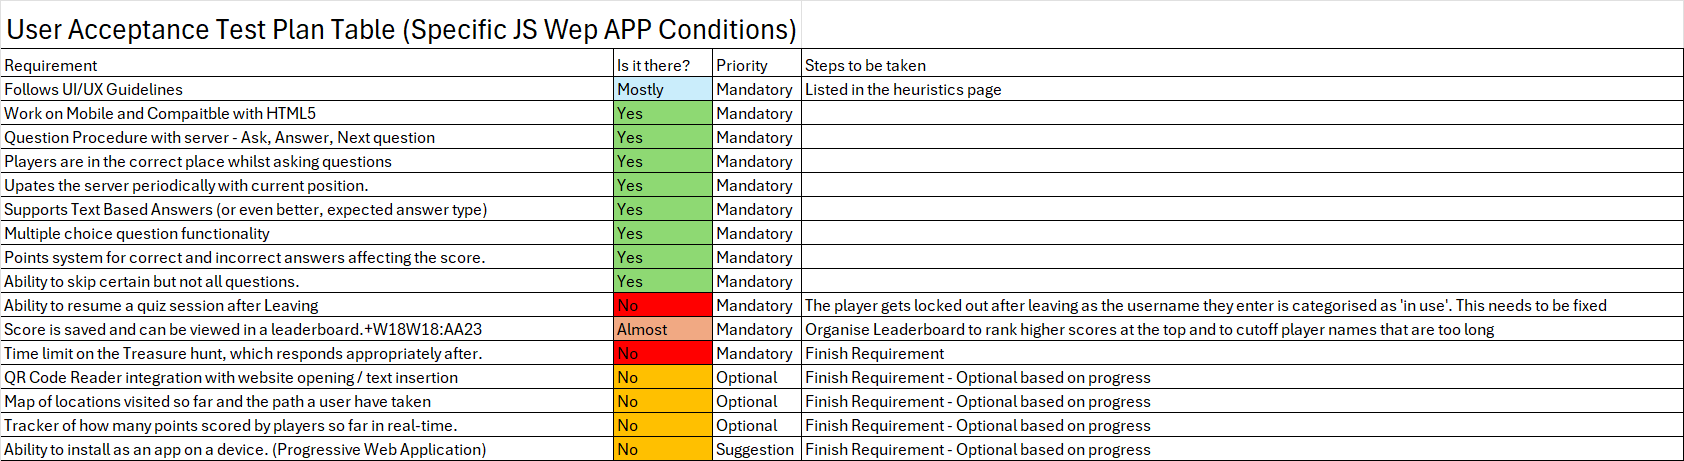 User Acceptance Test Plan Table (Specific JS Wep APP Conditions)
Requirement Is it there? Priority Steps to be taken
Follows UI/UX Guidelines Mostly Mandatory Listed in the heuristics page
Work on Mobile and Compaitble with HTML5 Yes Mandatory
Question Procedure with server - Ask, Answer, Next question Yes Mandatory
Players are in the correct place whilst asking questions Yes Mandatory
Upates the server periodically with current position. Yes Mandatory
Supports Text Based Answers (or even better, expected answer type) Yes Mandatory
Multiple choice question functionality Yes Mandatory
Points system for correct and incorrect answers affecting the score. Yes Mandatory
Ability to skip certain but not all questions. Yes Mandatory
Ability to resume a quiz session after Leaving No Mandatory The player gets locked out after leaving as the username they enter is categorised as 'in use'. This needs to be fixed
Score is saved and can be viewed in a leaderboard.+W18W18:AA23 Almost Mandatory Organise Leaderboard to rank higher scores at the top and to cutoff player names that are too long
Time limit on the Treasure hunt, which responds appropriately after. No Mandatory Finish Requirement
QR Code Reader integration with website opening / text insertion No Optional Finish Requirement - Optional based on progress
Map of locations visited so far and the path a user have taken No Optional Finish Requirement - Optional based on progress
Tracker of how many points scored by players so far in real-time. No Optional Finish Requirement - Optional based on progress
Ability to install as an app on a device. (Progressive Web Application) No Suggestion Finish Requirement - Optional based on progress